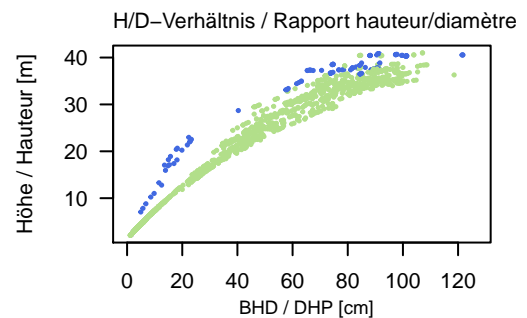 H/D−Verhältnis / Rapport hauteur/diamètre
Höhe / Hauteur [m]
40
30
20
10
0 20 40 60 80 100 120
BHD / DHP [cm]